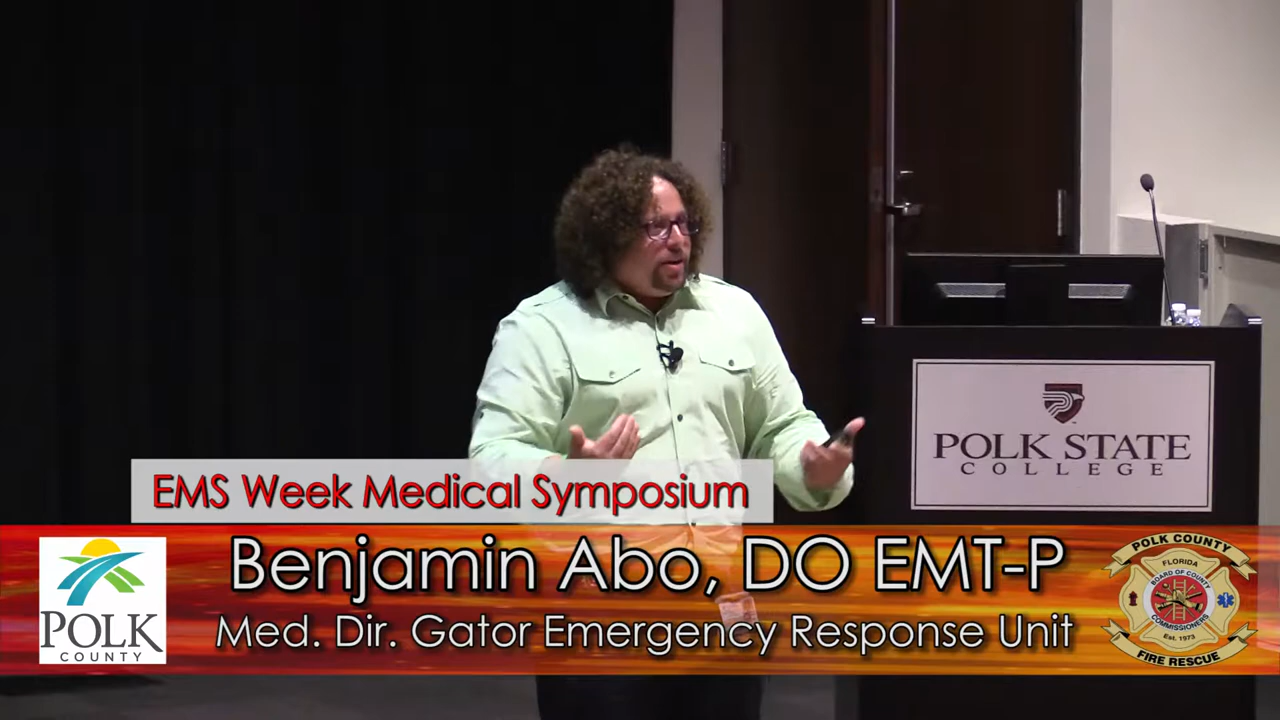 POLK STATE
COLLEGE
EMS Week Medical Symposium
Benjamin Abo, DO EMT-P
Med. Dir. Gator Emergency Response Unit
POLK
COUNTY
POLK COUNTY
FLORIDA
BOARD OF COUNTY
COMMISSIONERS
Est. 1973
FIRE RESCUE